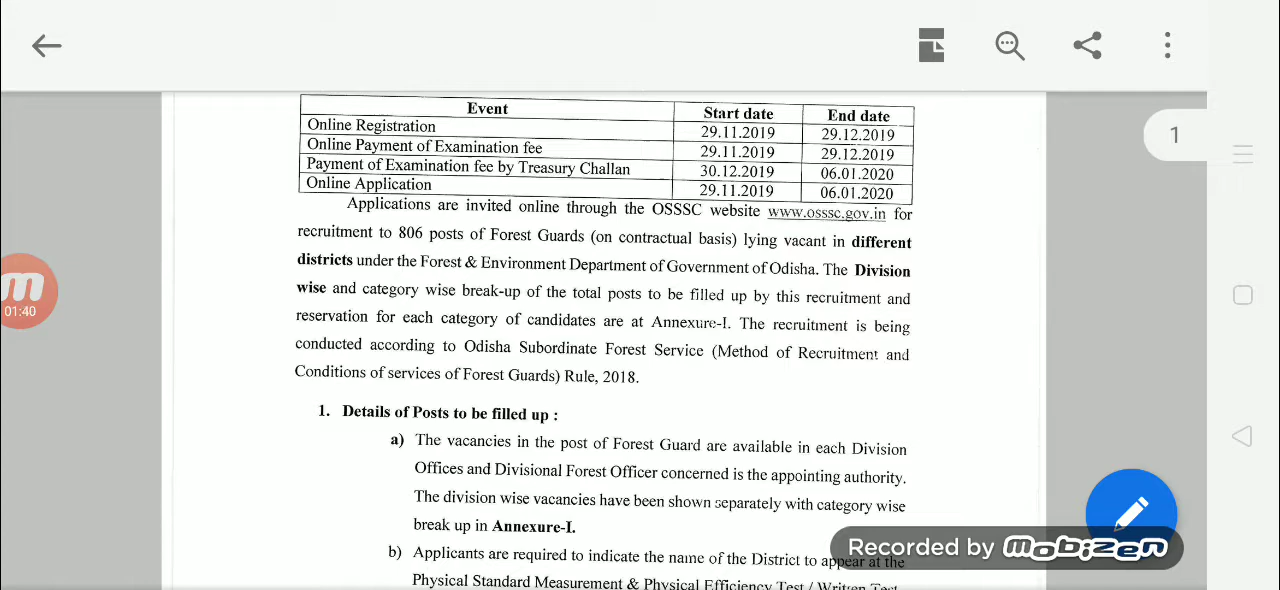 1
Event Start date End date
Online Registration 29.11.2019 29.12.2019
Online Payment of Examination fee 29.11.2019 29.12.2019
Payment of Examination fee by Treasury Challan 30.12.2019 06.01.2020
Online Application 29.11.2019 06.01.2020
Applications are invited online through the OSSSC website www.osssc.gov.in for
recruitment to 806 posts of Forest Guards (on contractual basis) lying vacant in different
districts under the Forest & Environment Department of Government of Odisha. The Division
wise and category wise break-up of the total posts to be filled up by this recruitment and
reservation for each category of candidates are at Annexure-I. The recruitment is being
conducted according to Odisha Subordinate Forest Service (Method of Recruitment and
Conditions of services of Forest Guards) Rule, 2018.
1. Details of Posts to be filled up :
a) The vacancies in the post of Forest Guard are available in each Division
Offices and Divisional Forest Officer concerned is the appointing authority.
The division wise vacancies have been shown separately with category wise
break up in Annexure-I.
b) Applicants are required to indicate the name of the District to appear at the
Physical Standard Measurement & Physical Efficiency Test / Written Test
m
01:40
Recorded by mobizen